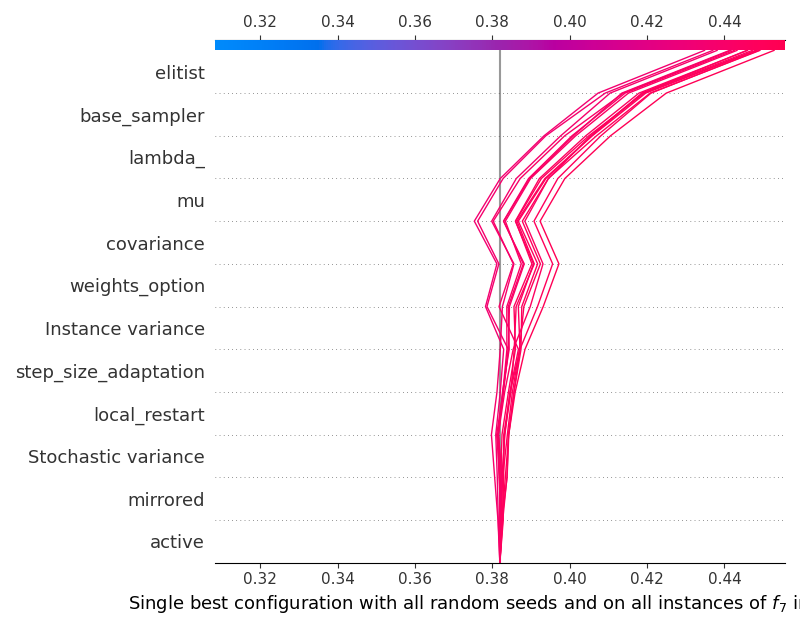 0.32 0.34 0.36 0.38 0.40 0.42 0.44
elitist
base_sampler
lambda_
mu
covariance
weights_option
Instance variance
step_size_adaptation
local_restart
Stochastic variance
mirrored
active
0.32 0.34 0.36 0.38 0.40 0.42 0.44
Single best configuration with all random seeds and on all instances of f₇